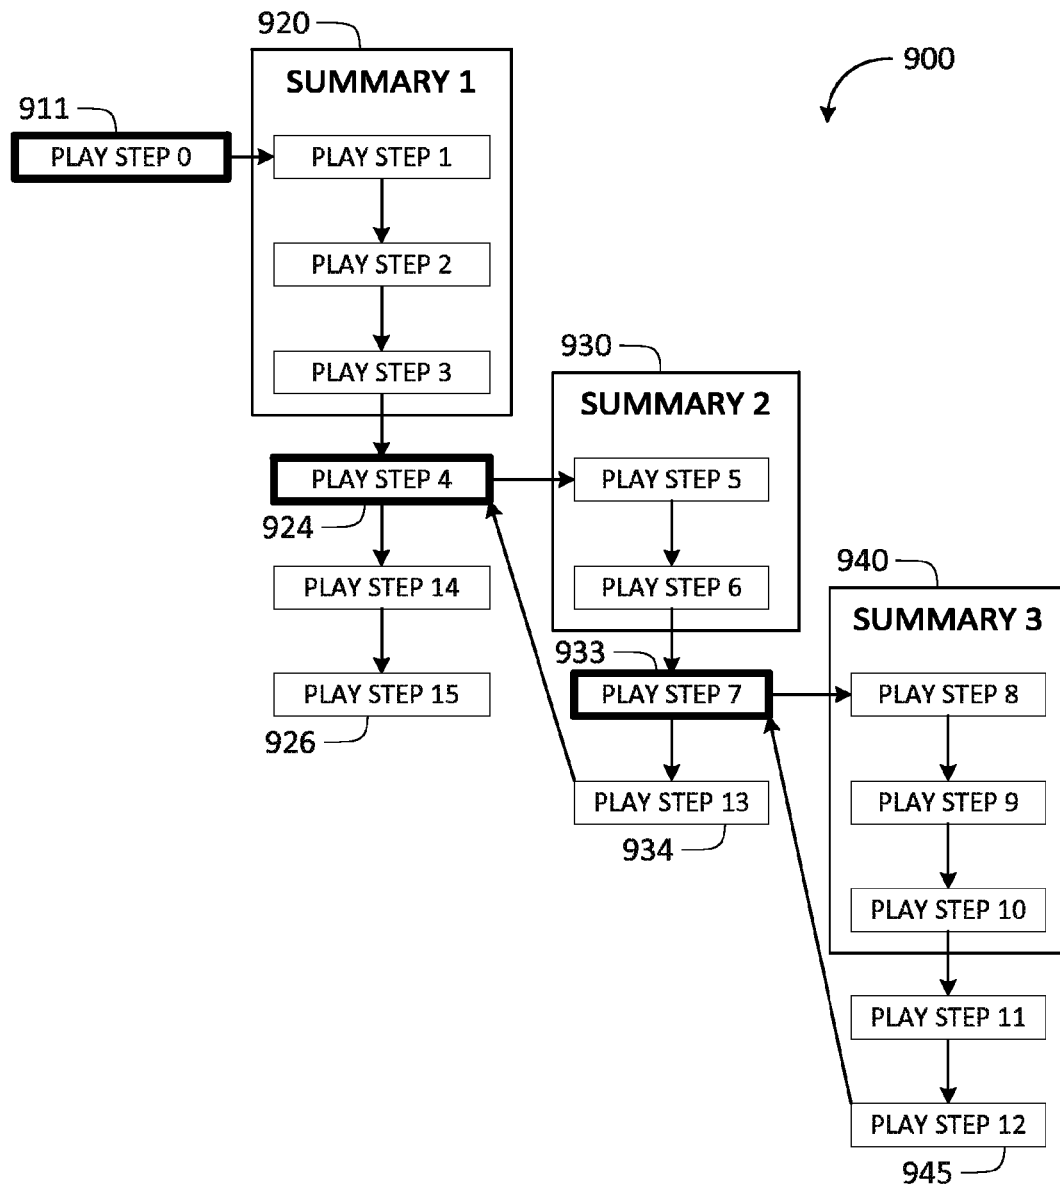 920
SUMMARY 1
900
911
PLAY STEP 0
PLAY STEP 1
PLAY STEP 2
PLAY STEP 3
930
SUMMARY 2
PLAY STEP 4
924
PLAY STEP 5
PLAY STEP 14
PLAY STEP 6
940
SUMMARY 3
933
PLAY STEP 15
926
PLAY STEP 7
PLAY STEP 8
PLAY STEP 13
934
PLAY STEP 9
PLAY STEP 10
PLAY STEP 11
PLAY STEP 12
945